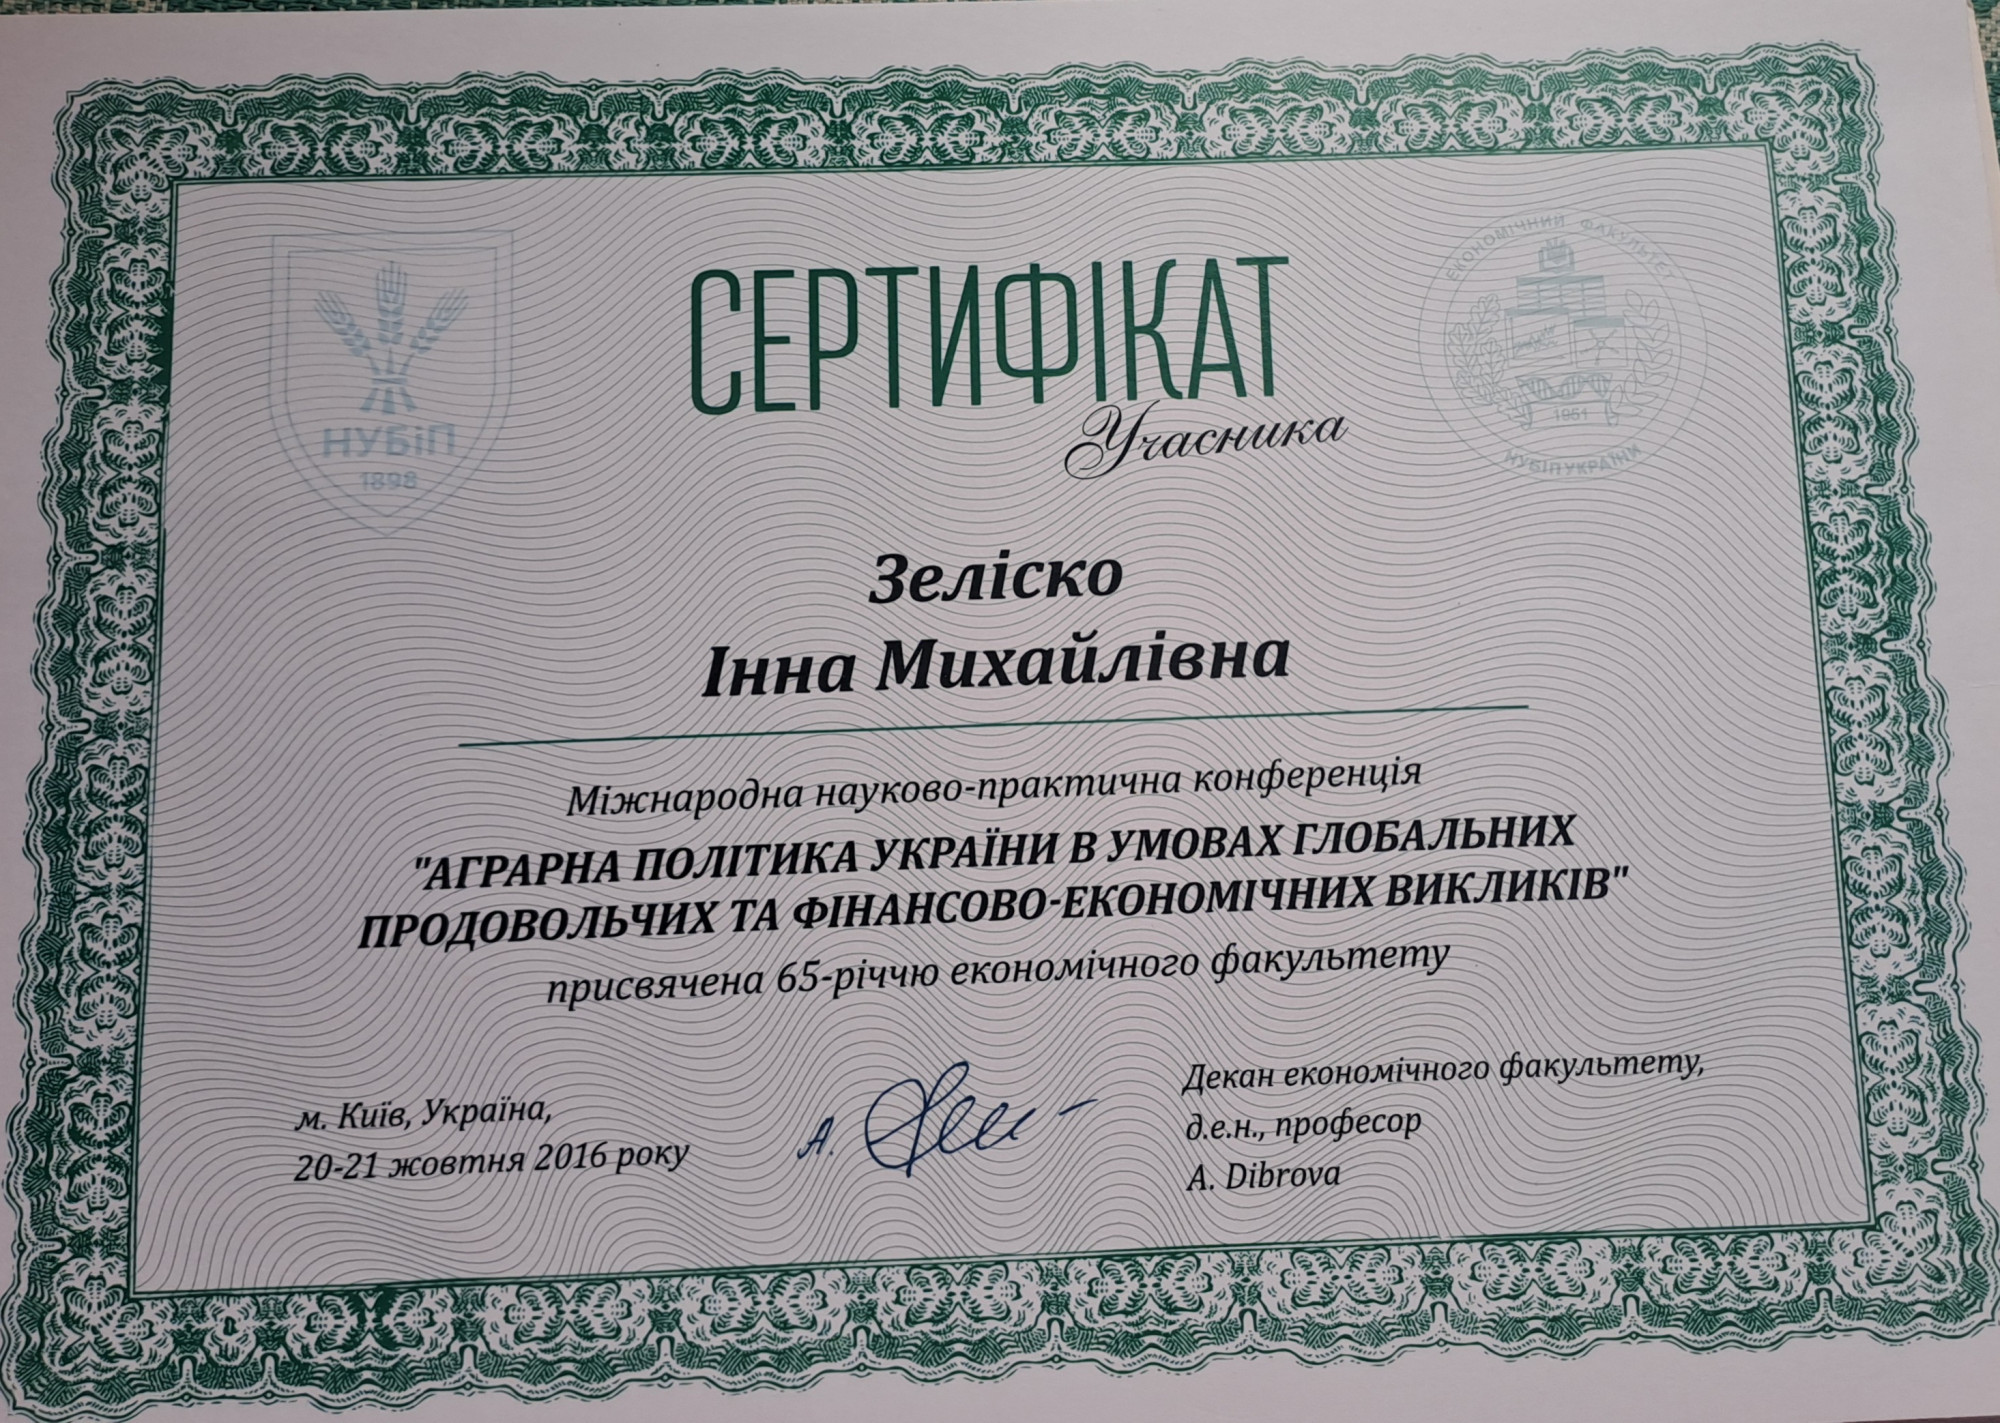 НУБіП
1898
ЕКОНОМІЧНИЙ ФАКУЛЬТЕТ
1951
НУБІП УКРАЇНИ
СЕРТИФІКАТ
Учасника
Зеліско
Інна Михайлівна
Міжнародна науково-практична конференція
"АГРАРНА ПОЛІТИКА УКРАЇНИ В УМОВАХ ГЛОБАЛЬНИХ
ПРОДОВОЛЬЧИХ ТА ФІНАНСОВО-ЕКОНОМІЧНИХ ВИКЛИКІВ"
присвячена 65-річчю економічного факультету
м. Київ, Україна,
20-21 жовтня 2016 року
Декан економічного факультету,
д.е.н., професор
A. Dibrova